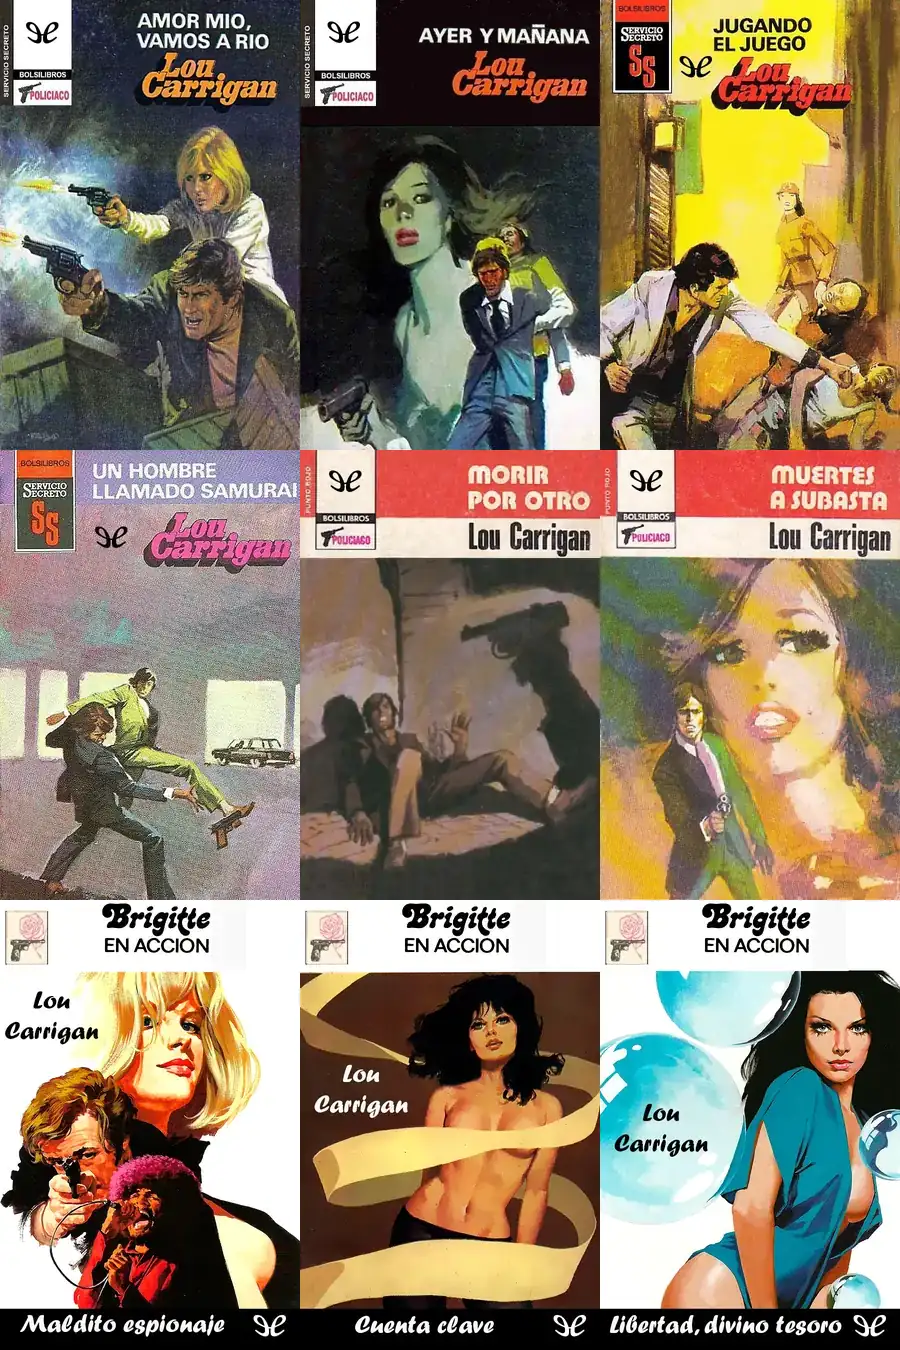 SERVICIO SECRETO
BOLSILIBROS
POLICIACO
AMOR MIO,
VAMOS A RIO
Lou
Carrigan
SERVICIO SECRETO
BOLSILIBROS
POLICIACO
AYER Y MAÑANA
Lou
Carrigan
BOLSILIBROS
SERVICIO
SECRETO
SS
JUGANDO
EL JUEGO
Lou
Carrigan
BOLSILIBROS
SERVICIO
SECRETO
SS
UN HOMBRE
LLAMADO SAMURAI
Lou
Carrigan
PUNTO ROJO
BOLSILIBROS
POLICIACO
MORIR
POR OTRO
Lou Carrigan
PUNTO ROJO
BOLSILIBROS
POLICIACO
MUERTES
A SUBASTA
Lou Carrigan
Brigitte
EN ACCION
Lou
Carrigan
Maldito espionaje
Brigitte
EN ACCION
Lou
Carrigan
Cuenta clave
Brigitte
EN ACCION
Lou
Carrigan
Libertad, divino tesoro